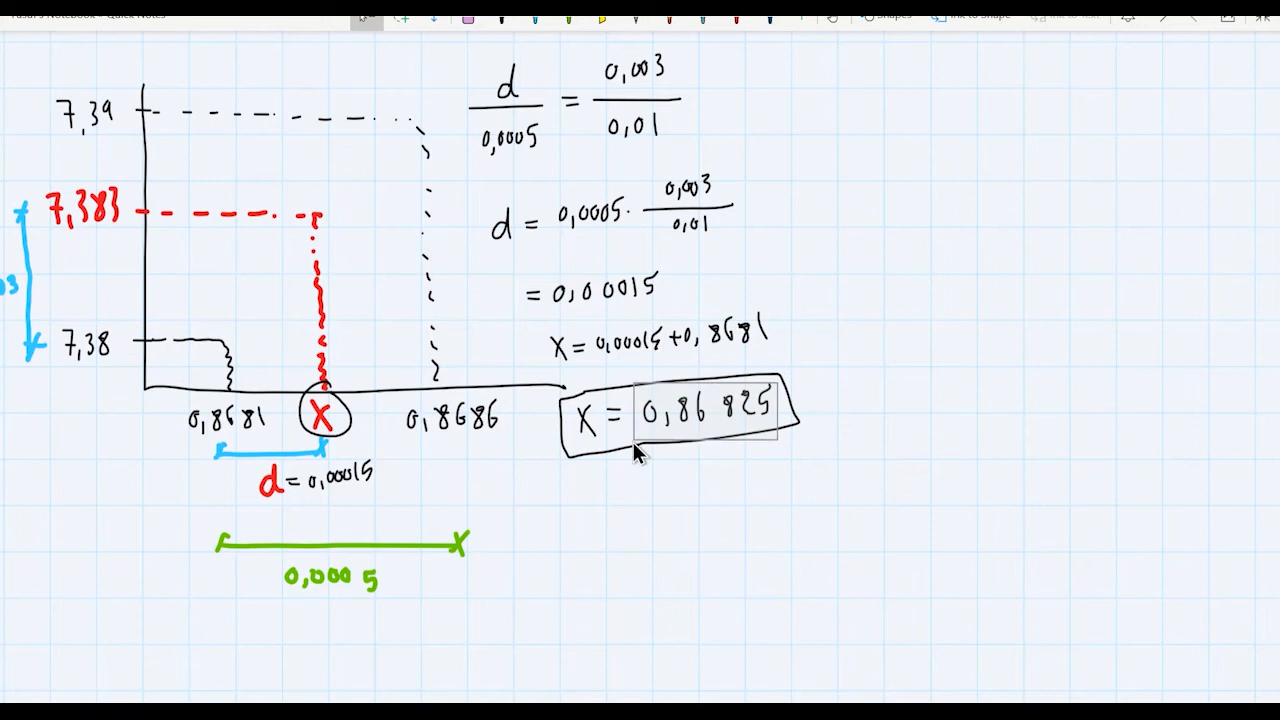 7,39
7,383
03
7,38
0,8681 X 0,8686
d = 0,00015
0,0005
d / 0,0005 = 0,003 / 0,01
d = 0,0005 · 0,003 / 0,01
= 0,00015
X = 0,00015 + 0,8681
X = 0,86825